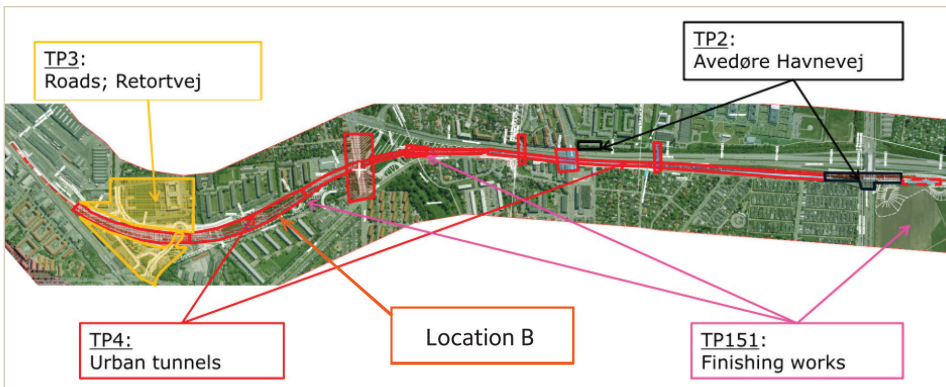 TP3:
Roads; Retortvej
TP2:
Avedøre Havnevej
TP4:
Urban tunnels
Location B
TP151:
Finishing works